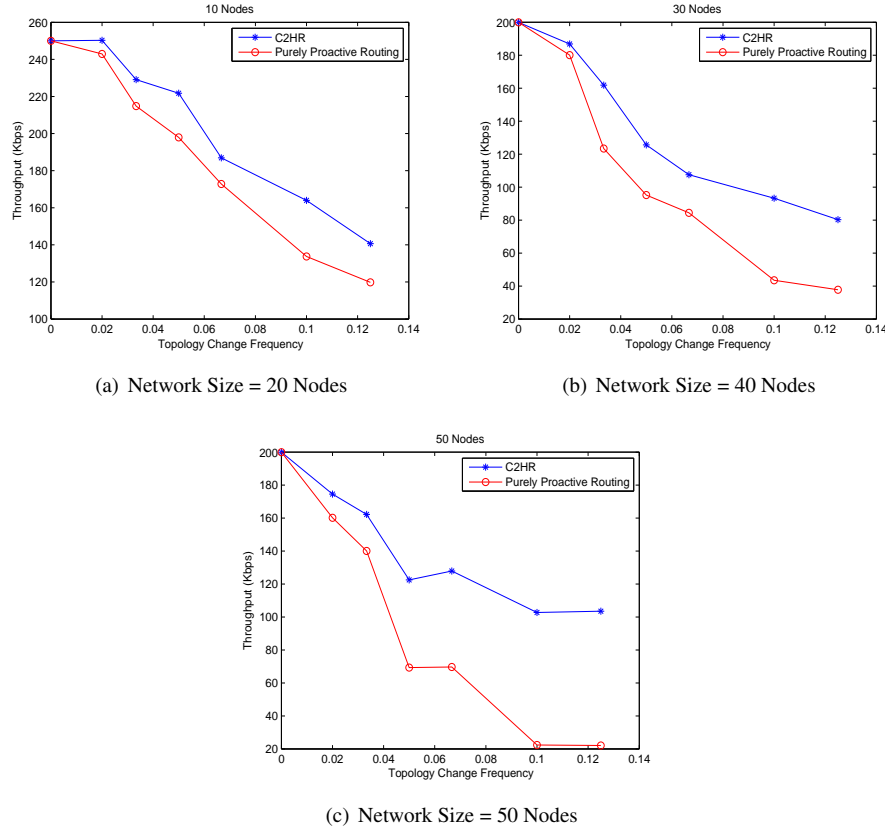 10 Nodes
C2HR
Purely Proactive Routing
Throughput (Kbps)
260
240
220
200
180
160
140
120
100
0
0.02
0.04
0.06
0.08
0.1
0.12
0.14
Topology Change Frequency
(a) Network Size = 20 Nodes
30 Nodes
C2HR
Purely Proactive Routing
Throughput (Kbps)
200
180
160
140
120
100
80
60
40
20
0
0.02
0.04
0.06
0.08
0.1
0.12
0.14
Topology Change Frequency
(b) Network Size = 40 Nodes
50 Nodes
C2HR
Purely Proactive Routing
Throughput (Kbps)
200
180
160
140
120
100
80
60
40
20
0
0.02
0.04
0.06
0.08
0.1
0.12
0.14
Topology Change Frequency
(c) Network Size = 50 Nodes